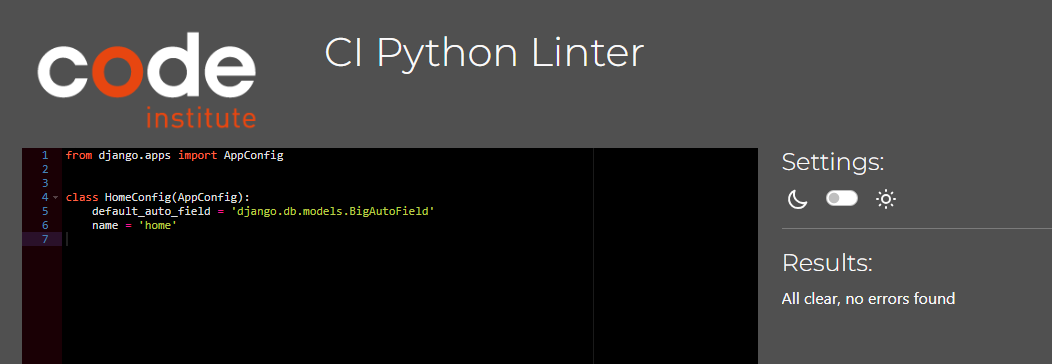 code
institute
CI Python Linter
1 from django.apps import AppConfig
2
3
4 class HomeConfig(AppConfig):
5     default_auto_field = 'django.db.models.BigAutoField'
6     name = 'home'
7
Settings:
Results:
All clear, no errors found